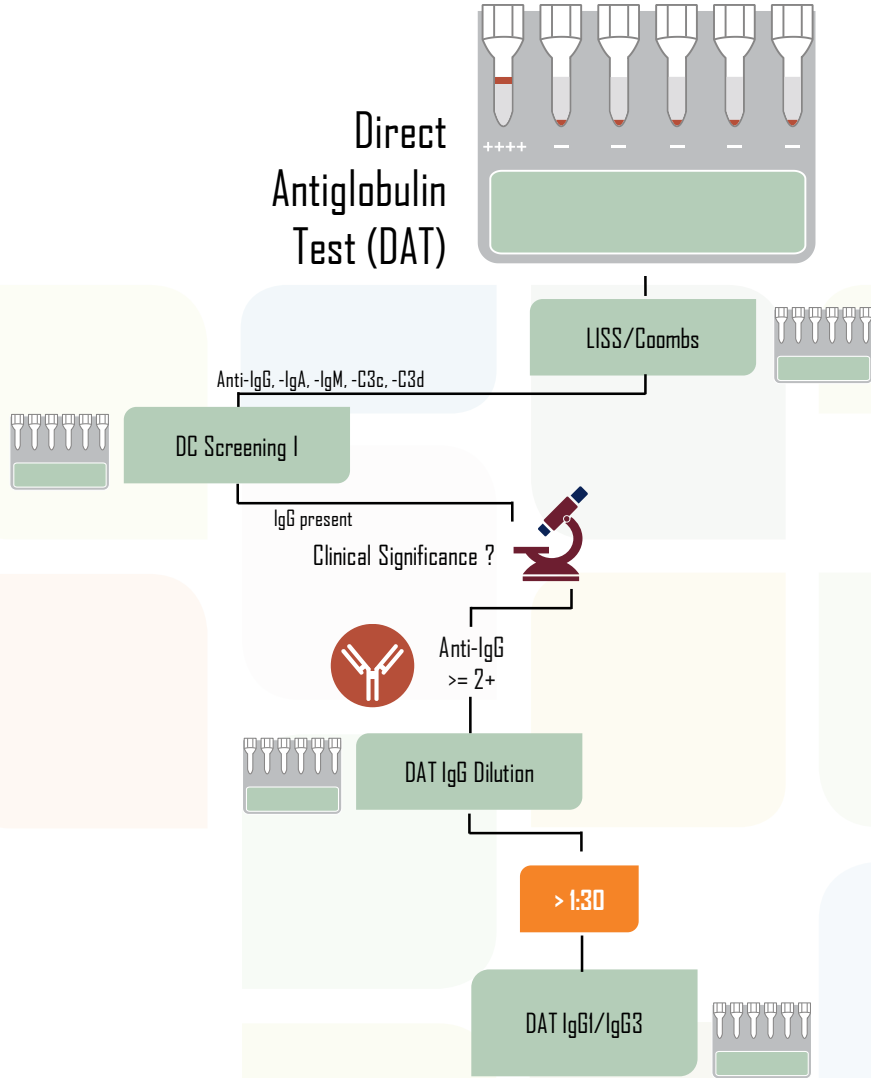 Direct
Antiglobulin
Test (DAT)
++++ – – – – –
LISS/Coombs
Anti-IgG, -IgA, -IgM, -C3c, -C3d
DC Screening I
IgG present
Clinical Significance ?
Anti-IgG
>= 2+
DAT IgG Dilution
> 1:30
DAT IgG1/IgG3